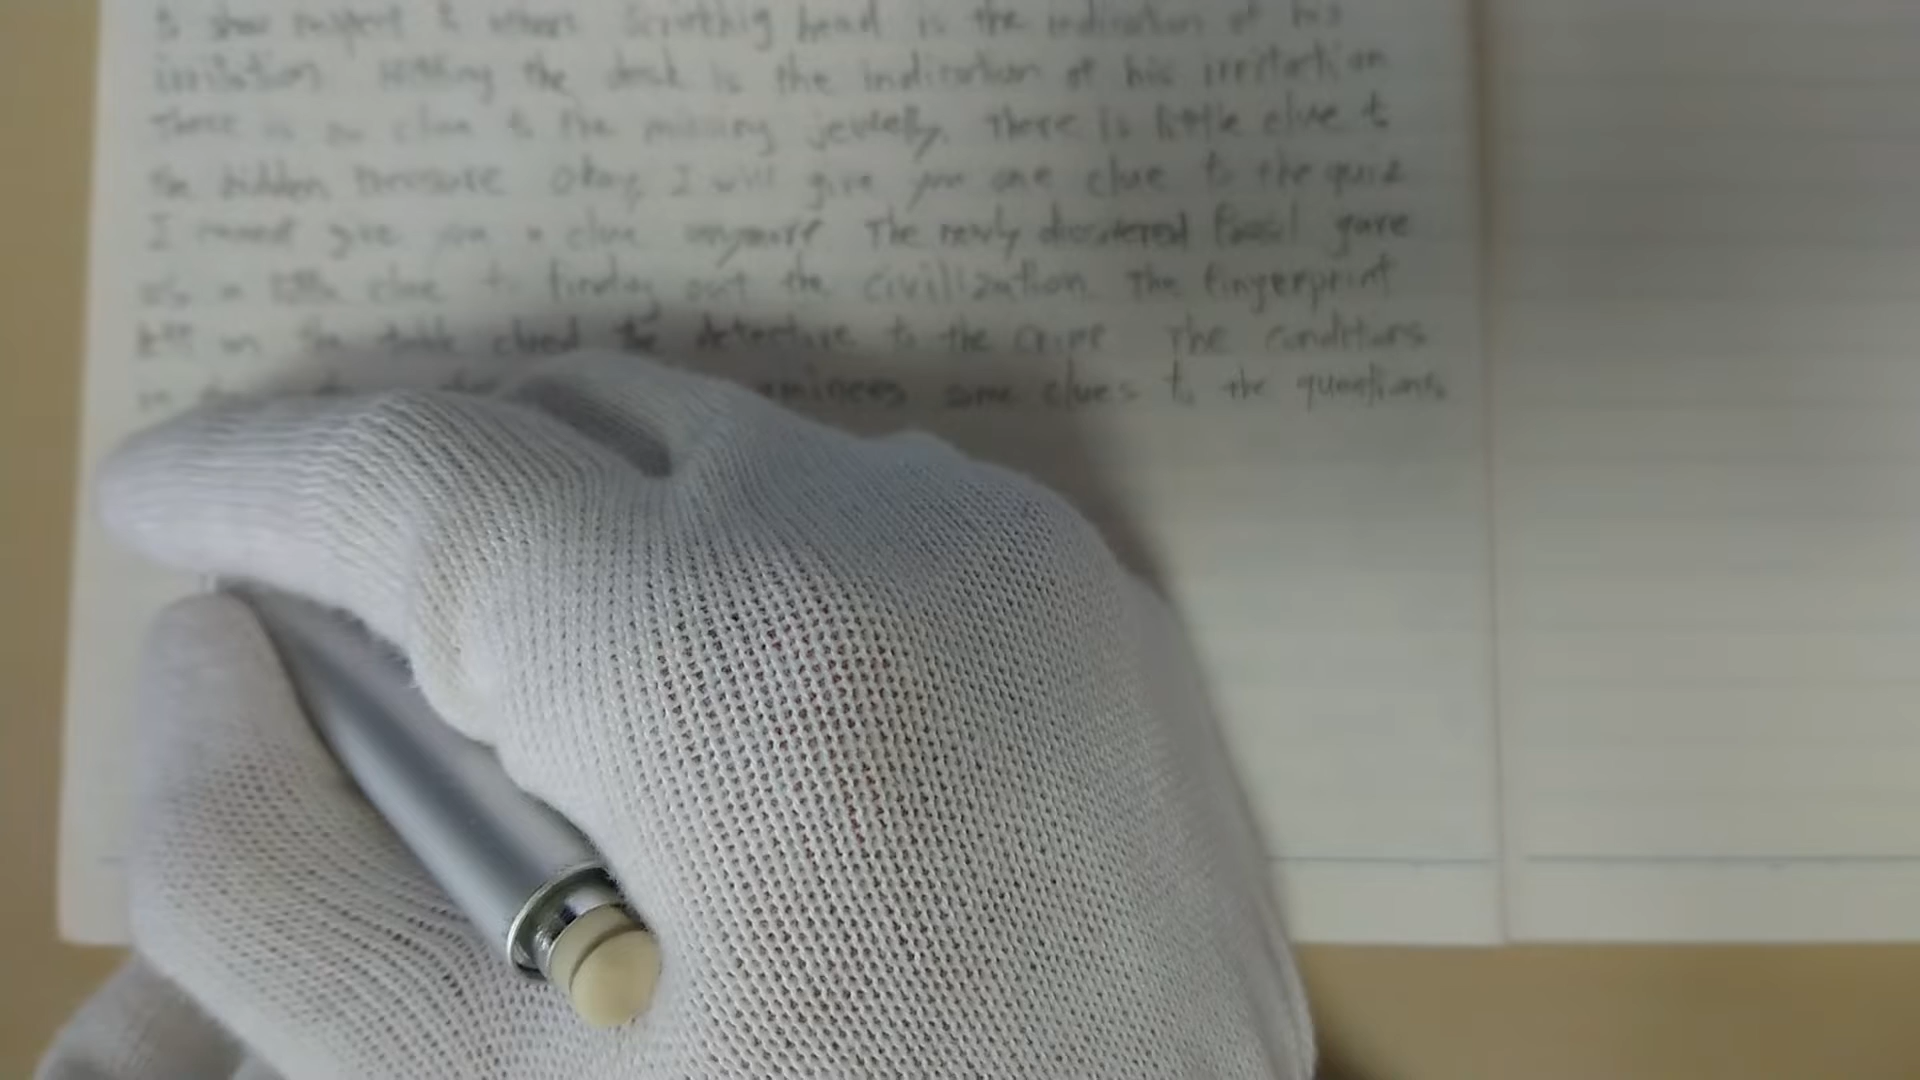 to show respect to others Scratching head is the indication of his
irritation. Hitting the desk is the indication of his irritation
There is no clue to the missing jewelly. There is little clue to
the hidden treasure Okay, I will give you one clue to the quiz
I cannot give you a clue anymore The newly discovered fossil gave
us a little clue to finding out the civilization. The fingerprint
left on the table clued the detective to the crime The conditions
some clues to the questions.